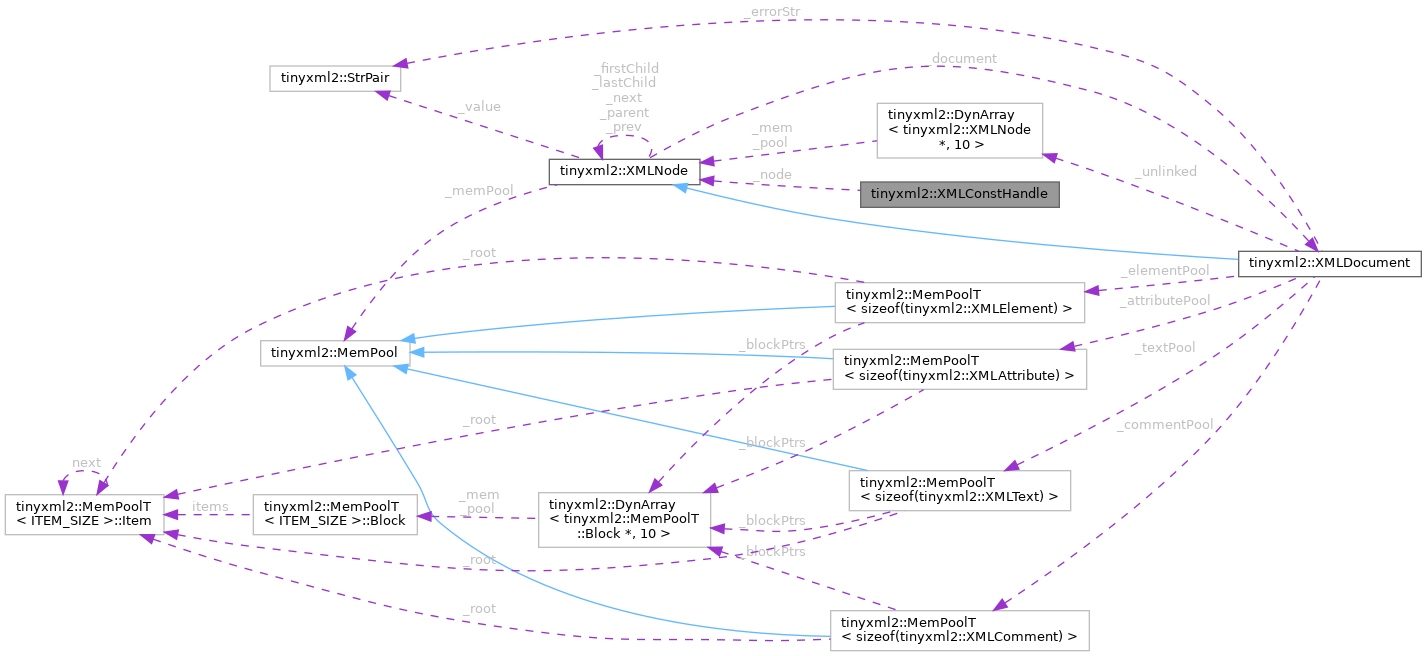 _errorStr
_document
tinyxml2::StrPair
_firstChild
_lastChild
_next
_parent
_prev
_value
tinyxml2::DynArray
< tinyxml2::XMLNode
*, 10 >
_mem
_pool
tinyxml2::XMLNode
_node
_unlinked
_memPool
tinyxml2::XMLConstHandle
_root
tinyxml2::XMLDocument
_elementPool
tinyxml2::MemPoolT
< sizeof(tinyxml2::XMLElement) >
_attributePool
tinyxml2::MemPool
_blockPtrs
_textPool
tinyxml2::MemPoolT
< sizeof(tinyxml2::XMLAttribute) >
_root
_commentPool
_blockPtrs
next
tinyxml2::MemPoolT
< sizeof(tinyxml2::XMLText) >
tinyxml2::MemPoolT
< ITEM_SIZE >::Item
items
tinyxml2::MemPoolT
< ITEM_SIZE >::Block
_mem
_pool
tinyxml2::DynArray
< tinyxml2::MemPoolT
::Block *, 10 >
_blockPtrs
_root
_blockPtrs
_root
tinyxml2::MemPoolT
< sizeof(tinyxml2::XMLComment) >